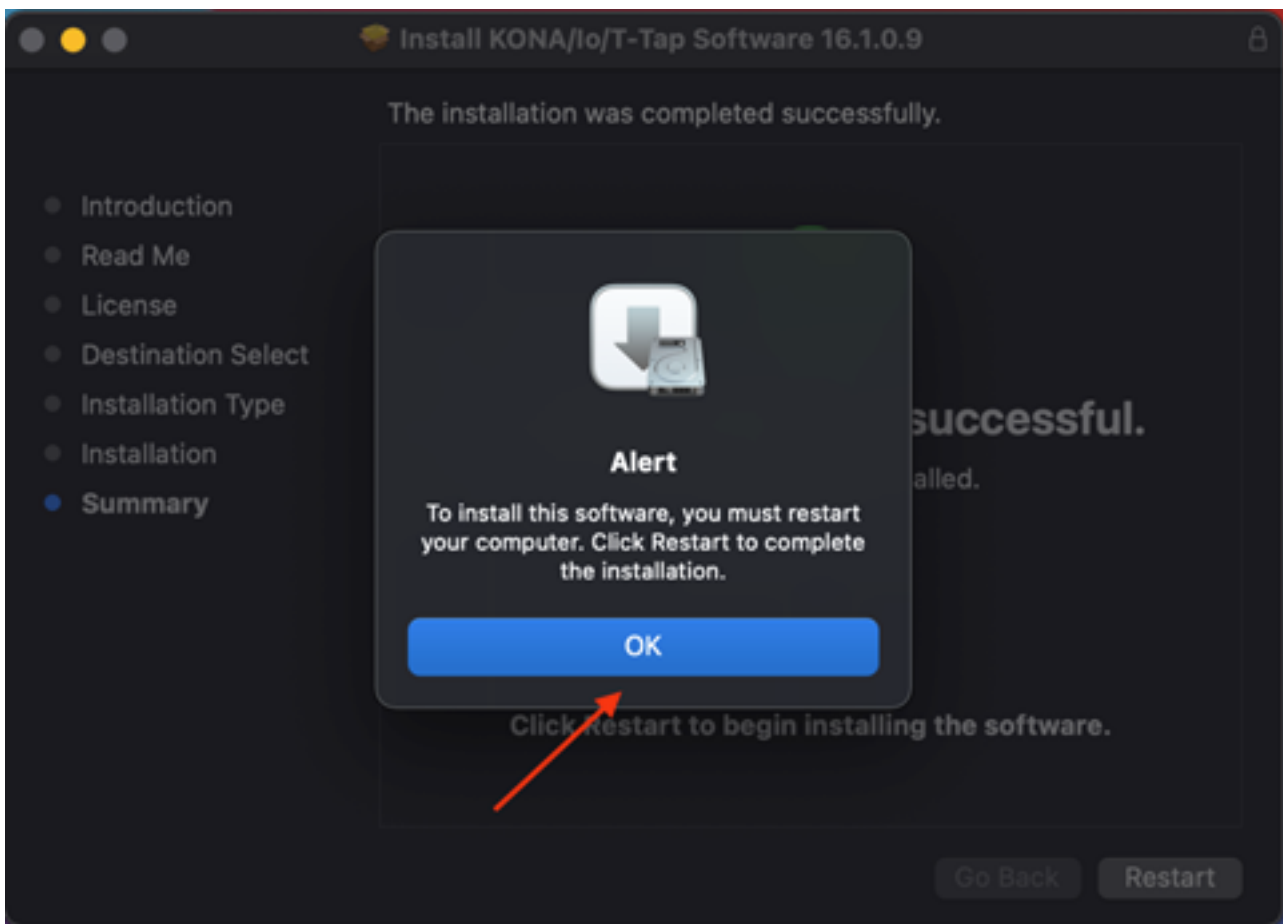 Install KONA/Io/T-Tap Software 16.1.0.9
The installation was completed successfully.
Introduction
Read Me
License
Destination Select
Installation Type
Installation
Summary
successful.
alled.
Alert
To install this software, you must restart
your computer. Click Restart to complete
the installation.
OK
Click Restart to begin installing the software.
Go Back
Restart